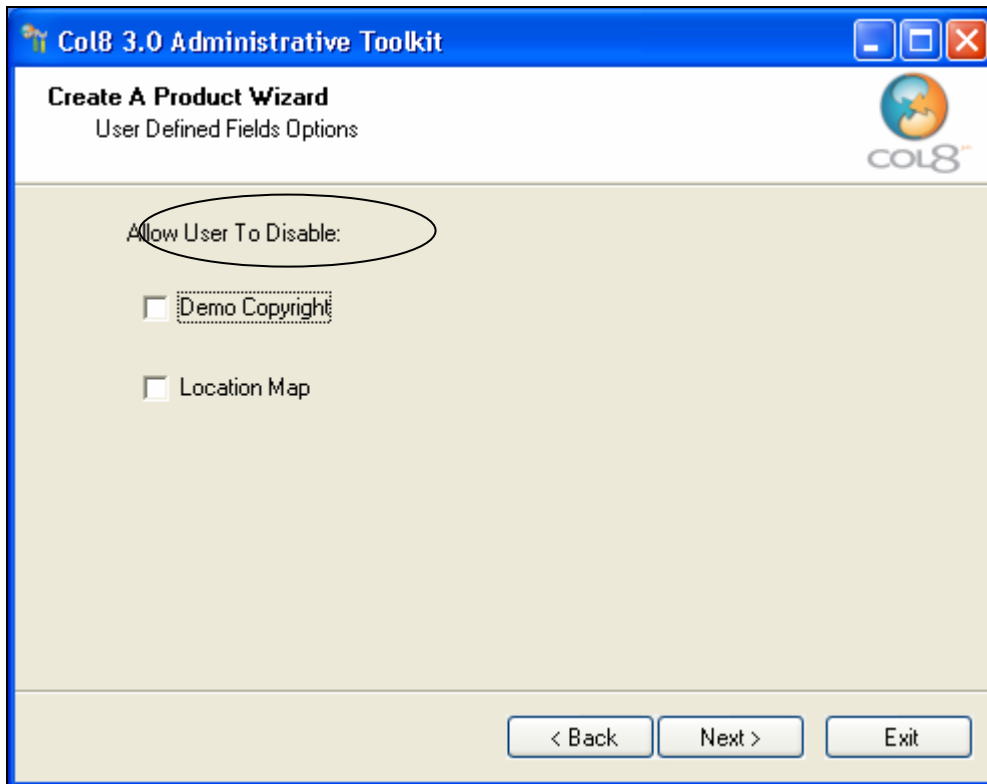 Col8 3.0 Administrative Toolkit
Create A Product Wizard
User Defined Fields Options
COL8
Allow User To Disable:
Demo Copyright
Location Map
< Back Next > Exit